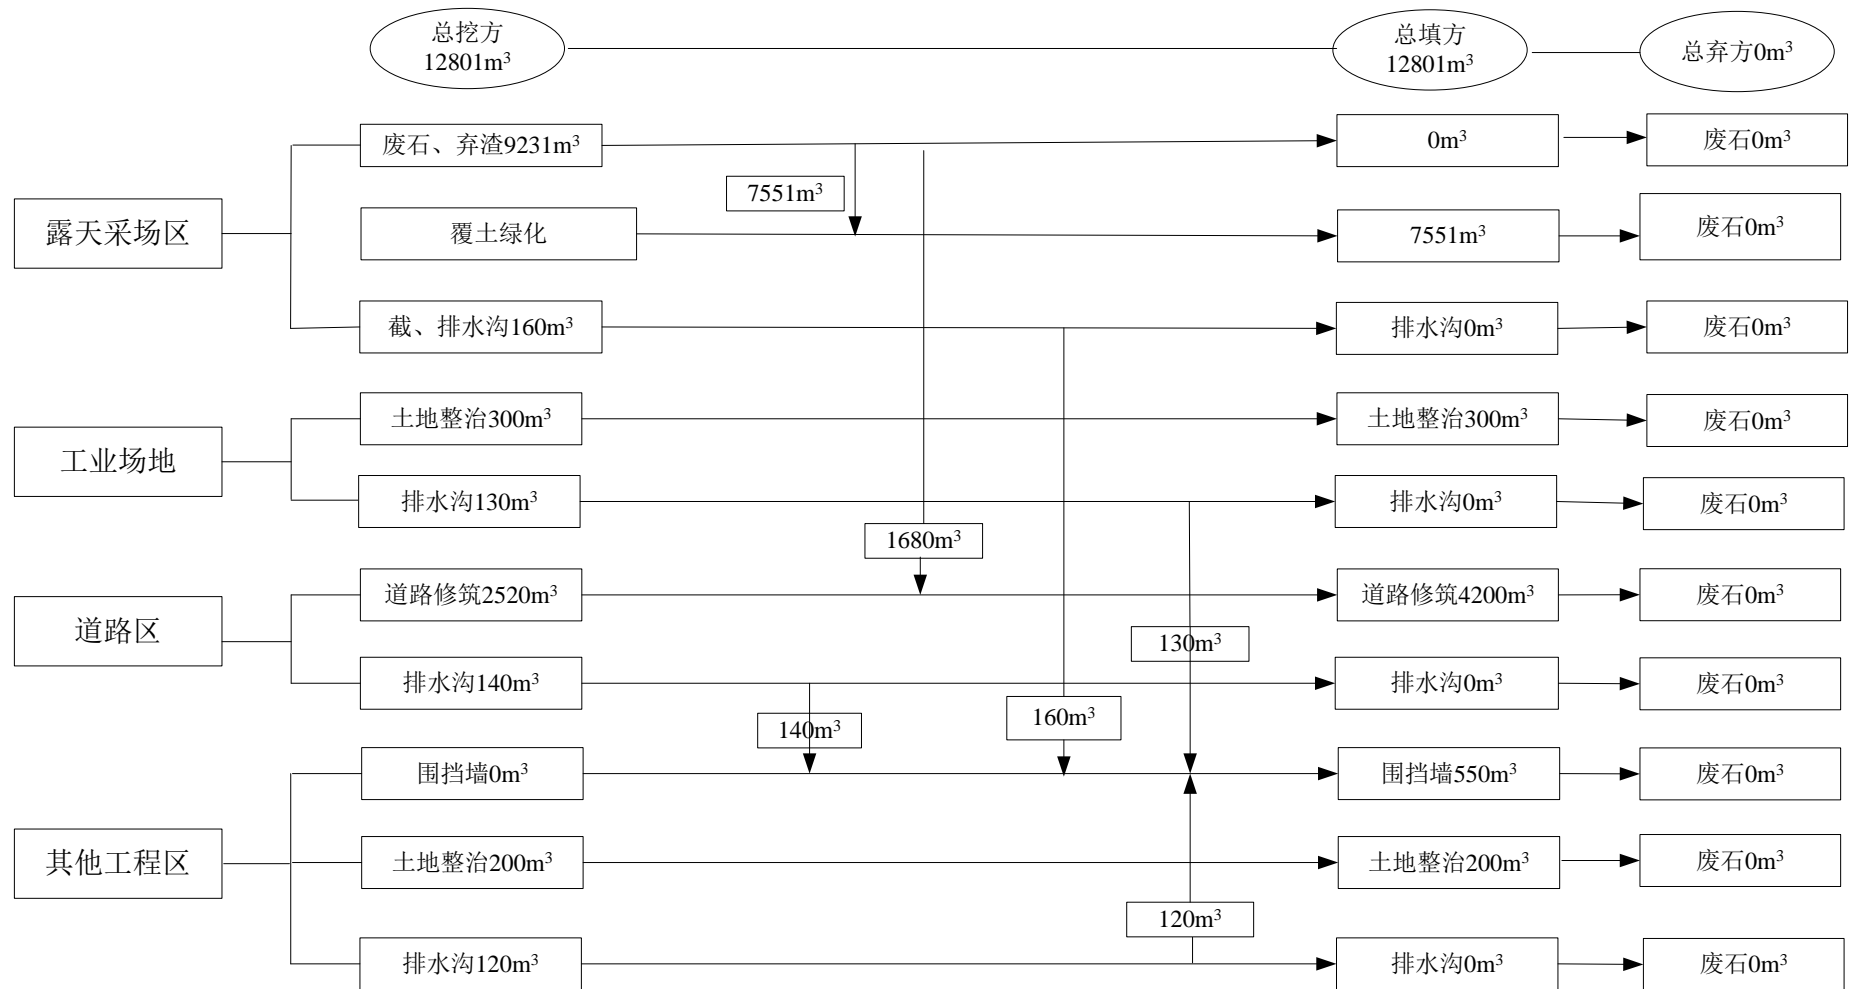 总挖方
12801m³
总填方
12801m³
总弃方0m³
废石、弃渣9231m³
0m³
废石0m³
7551m³
露天采场区
覆土绿化
7551m³
废石0m³
截、排水沟160m³
排水沟0m³
废石0m³
土地整治300m³
土地整治300m³
废石0m³
工业场地
排水沟130m³
排水沟0m³
废石0m³
1680m³
道路修筑2520m³
道路修筑4200m³
废石0m³
道路区
130m³
排水沟140m³
排水沟0m³
废石0m³
140m³
160m³
围挡墙0m³
围挡墙550m³
废石0m³
其他工程区
土地整治200m³
土地整治200m³
废石0m³
120m³
排水沟120m³
排水沟0m³
废石0m³